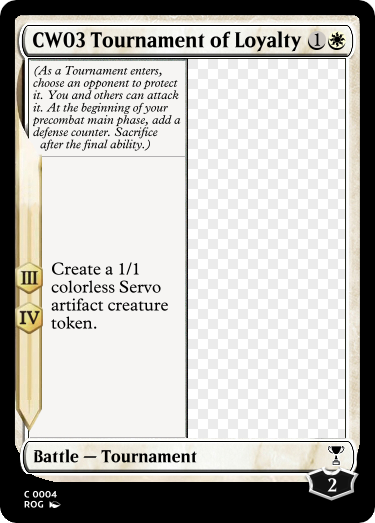 CW03 Tournament of Loyalty 1
(As a Tournament enters,
choose an opponent to protect
it. You and others can attack
it. At the beginning of your
precombat main phase, add a
defense counter. Sacrifice
after the final ability.)
III
IV
Create a 1/1
colorless Servo
artifact creature
token.
Battle — Tournament
2
C 0004
ROG